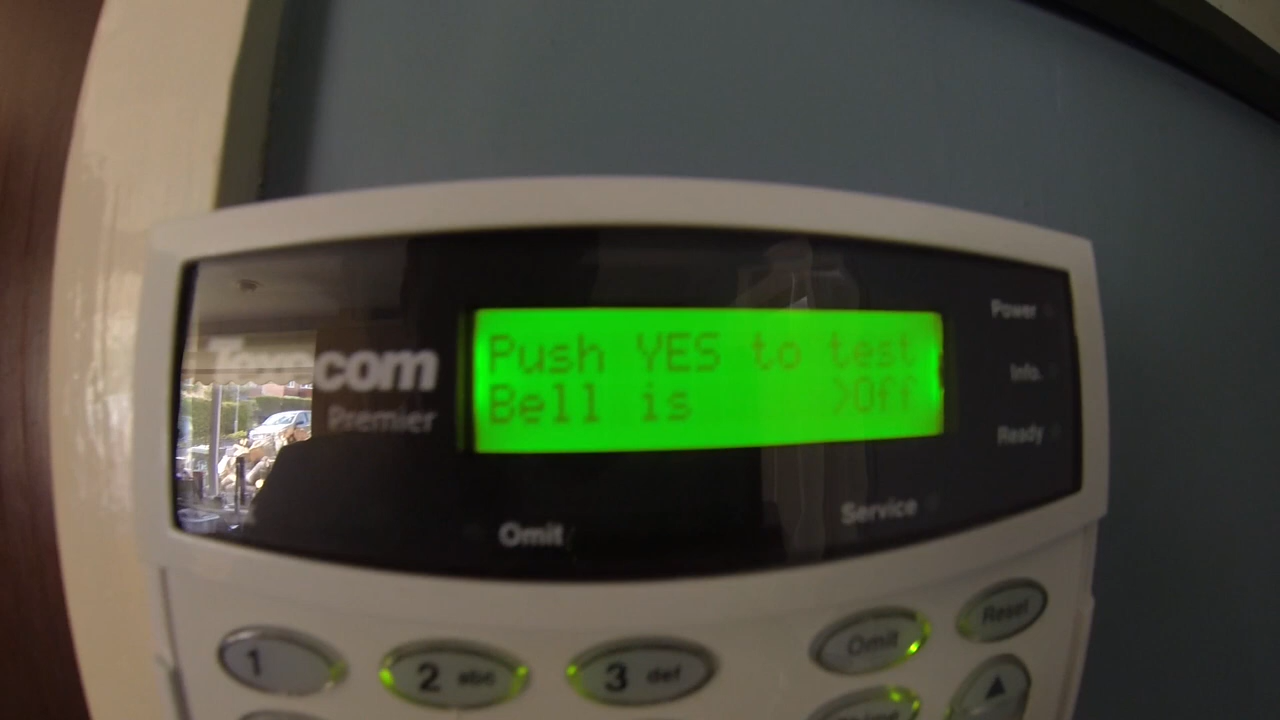 Texecom
Premier
Push YES to test
Bell is >Off
Power
Info.
Ready
Omit
Service
1
2 abc
3 def
Omit
Reset